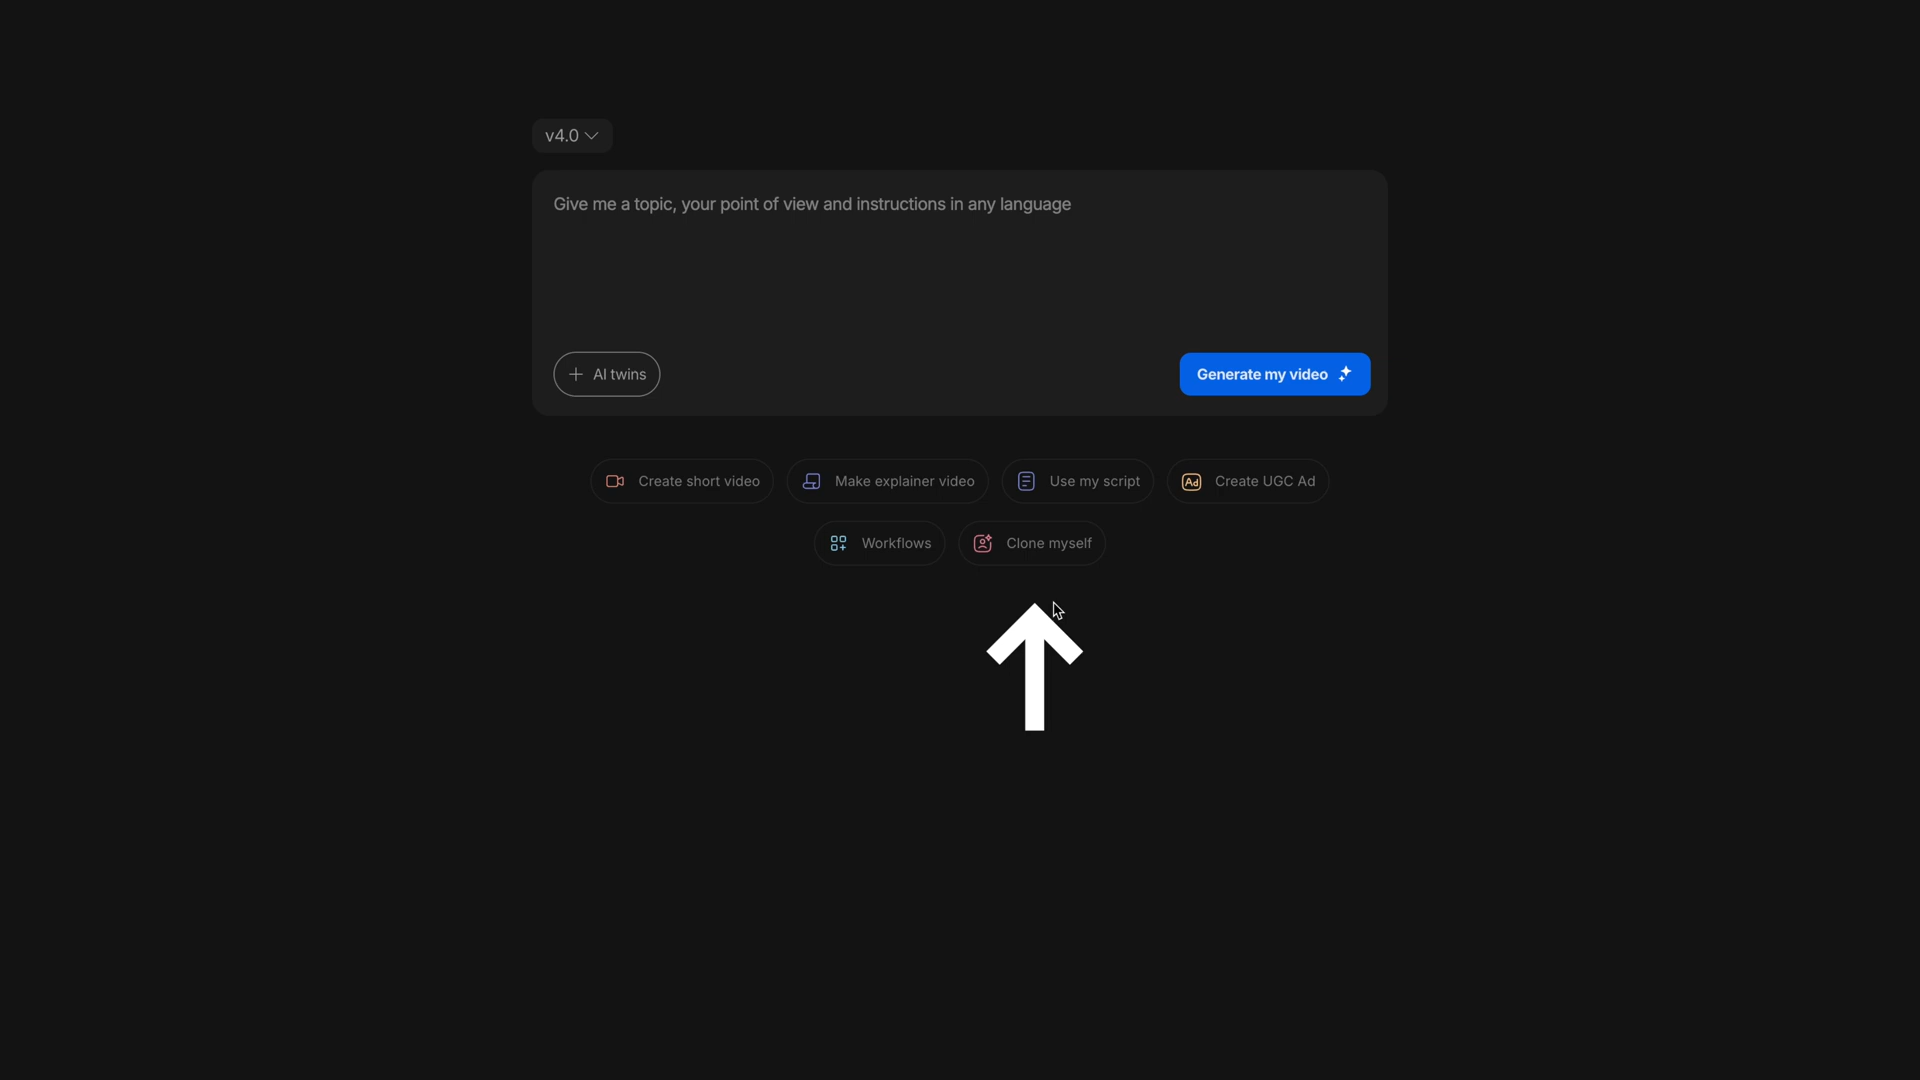 v4.0
Give me a topic, your point of view and instructions in any language
AI twins
Generate my video
Create short video
Make explainer video
Use my script
Ad
Create UGC Ad
Workflows
Clone myself